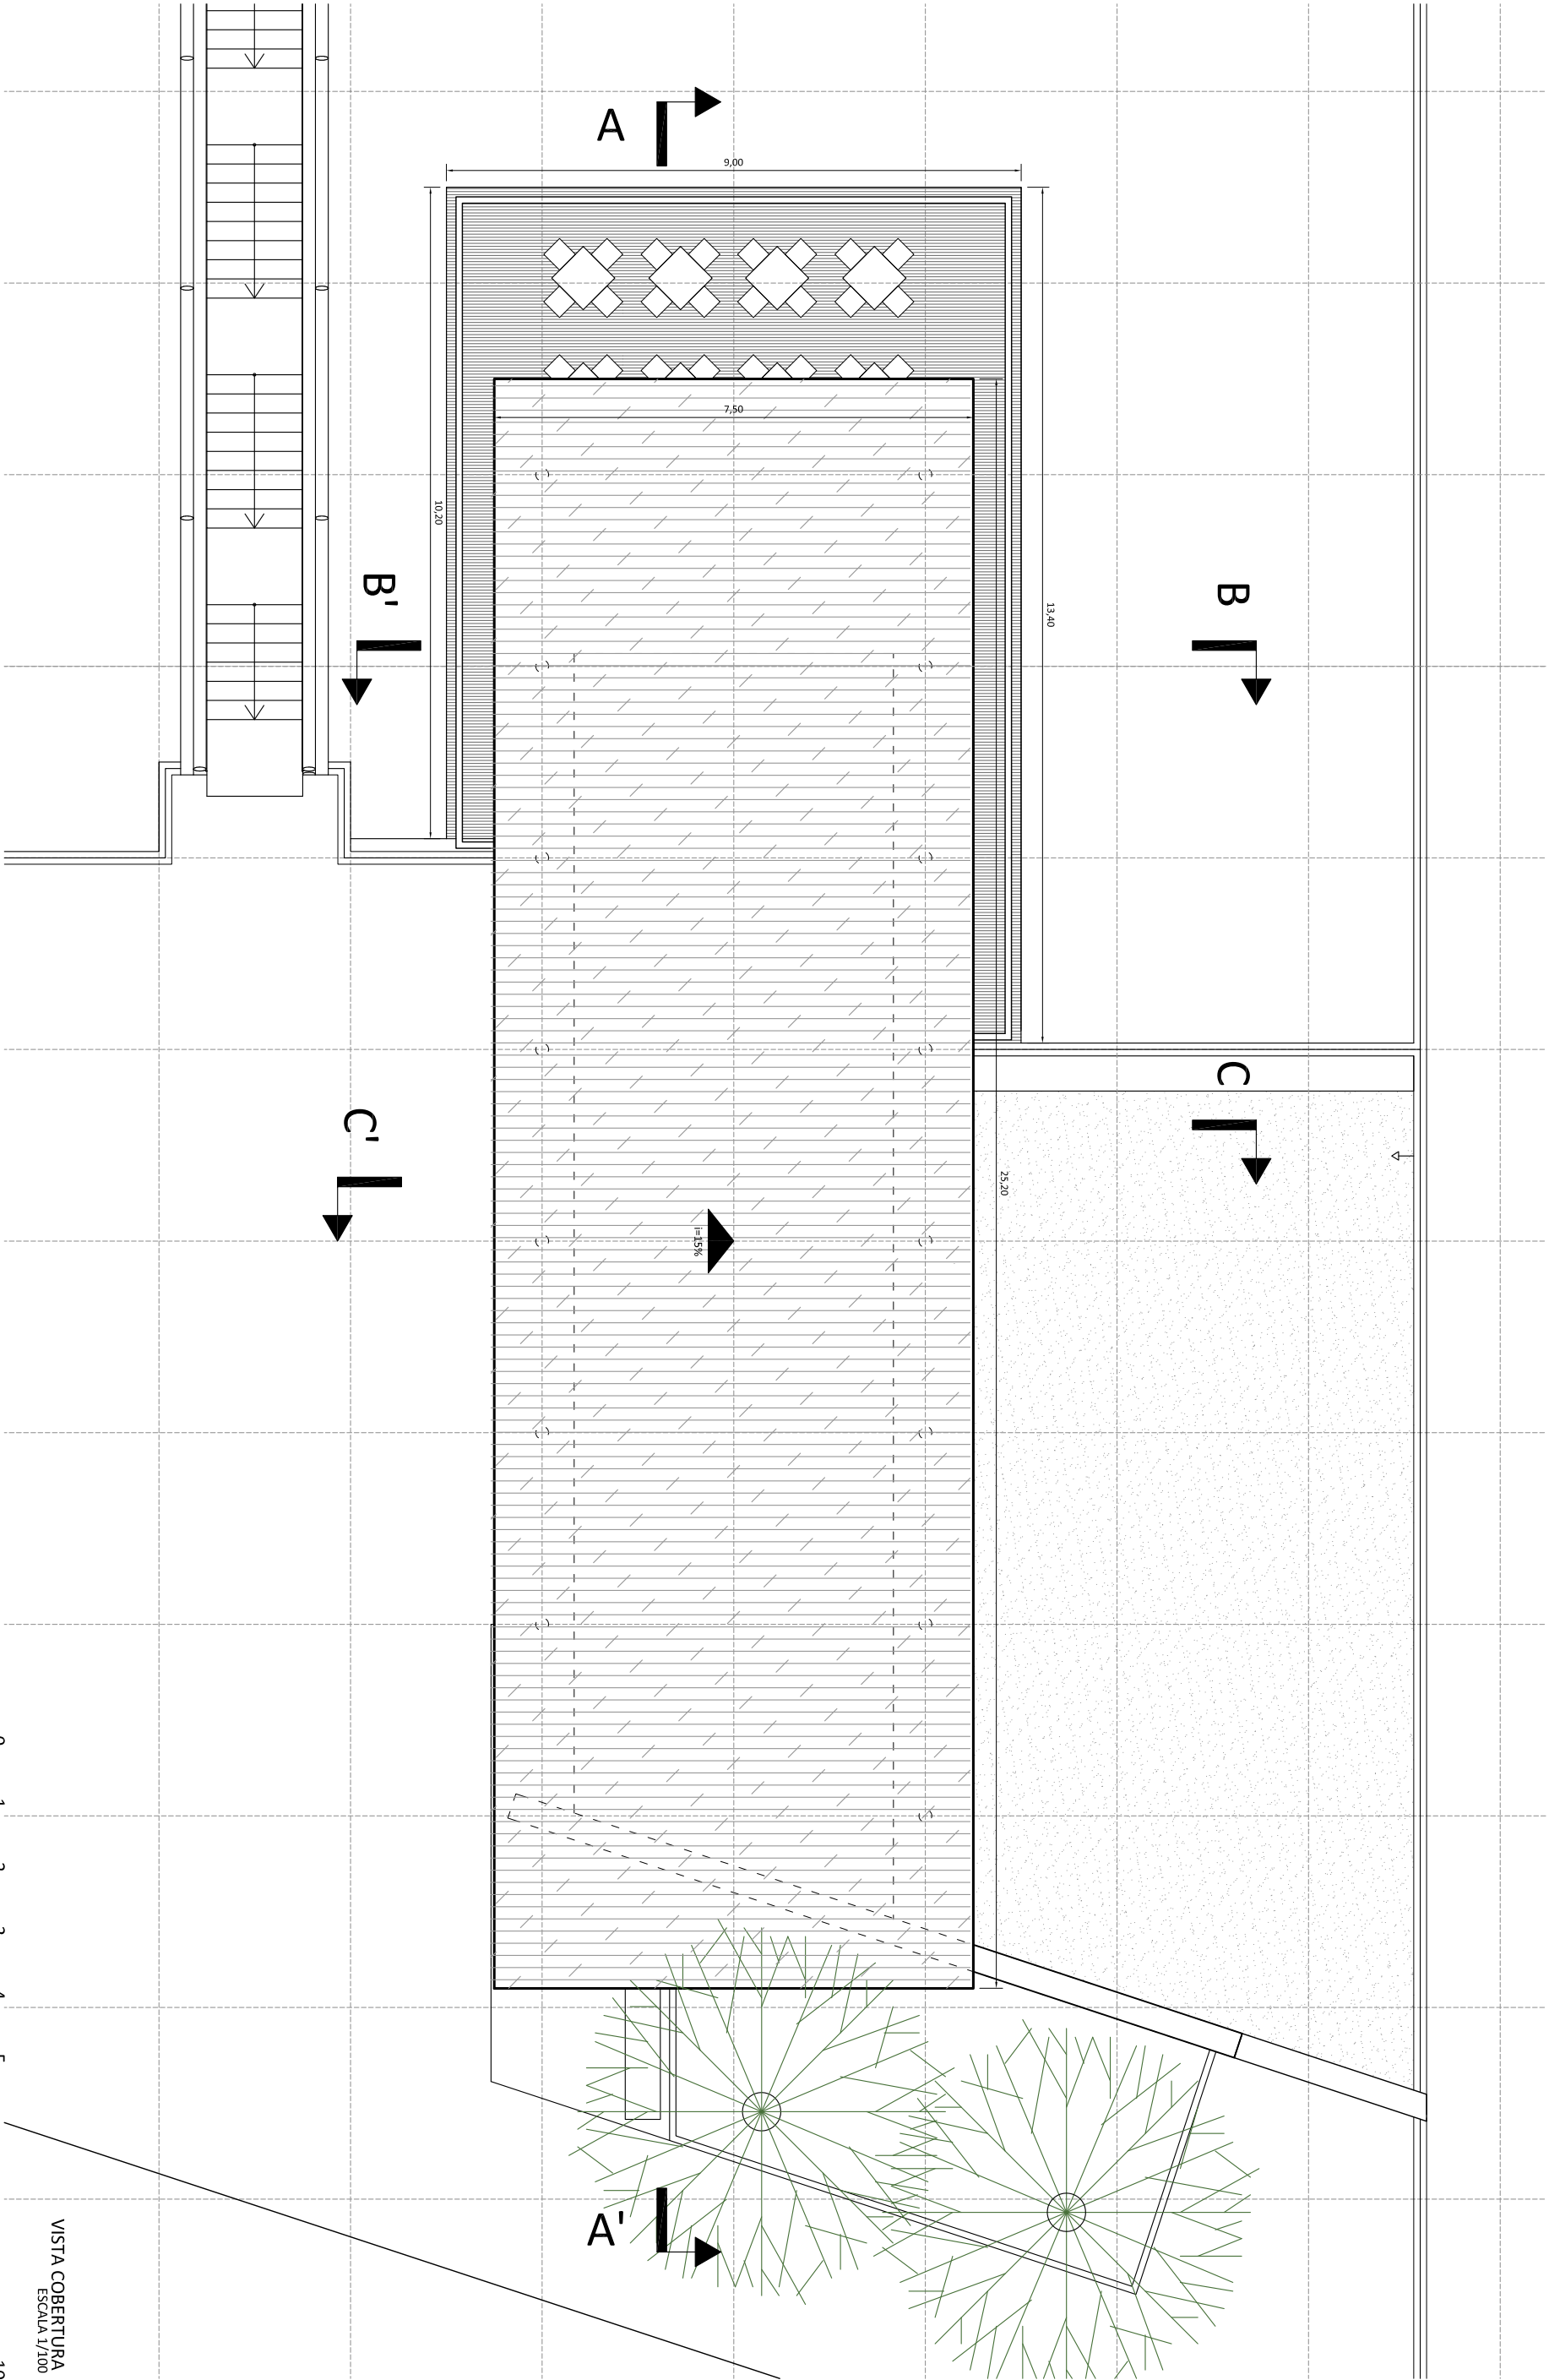 A
9,00
7,50
10,20
13,40
B'
B
C
C'
25,20
i=15%
A'
VISTA COBERTURA
ESCALA 1/100